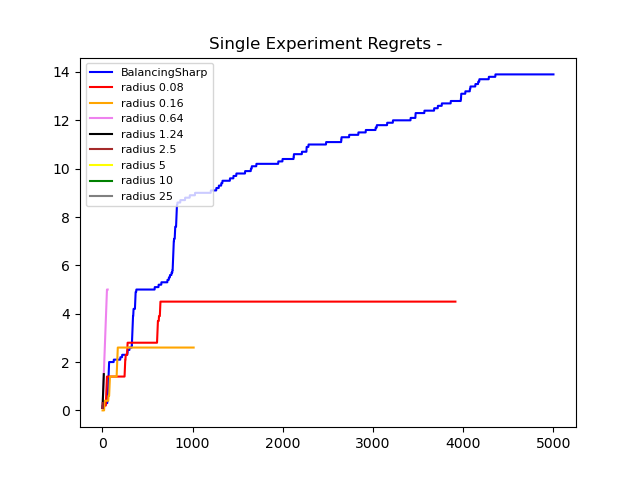 Single Experiment Regrets -
14
12
10
8
6
4
2
0
BalancingSharp
radius 0.08
radius 0.16
radius 0.64
radius 1.24
radius 2.5
radius 5
radius 10
radius 25
0 1000 2000 3000 4000 5000